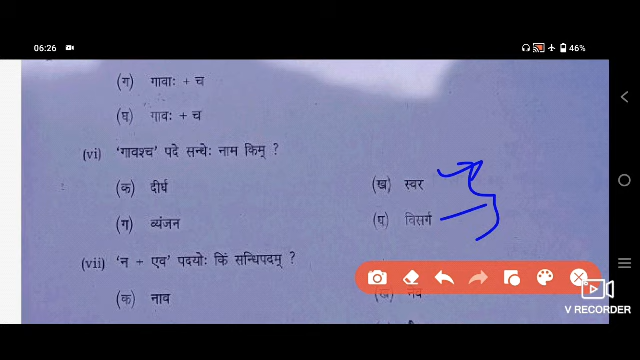 06:26
46%
(ग) गावाः + च
(घ) गावः + च
(vi) 'गावश्च' पदे सन्धेः नाम किम् ?
(क) दीर्घ (ख) स्वर
(ग) व्यंजन (घ) विसर्ग
(vii) 'न + एव' पदयोः किं सन्धिपदम् ?
(क) नाव (ख)
V RECORDER